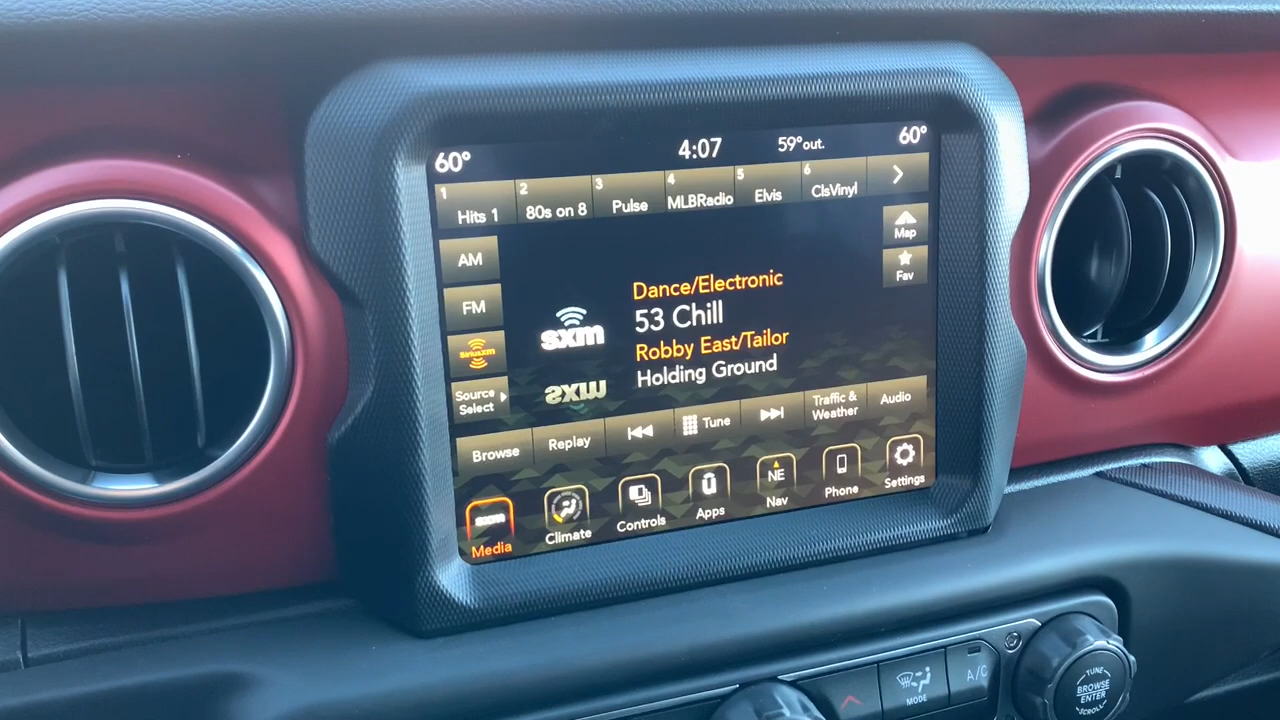 60° 4:07 59°out. 60°
1 Hits 1 2 80s on 8 3 Pulse 4 MLBRadio 5 Elvis 6 ClsVinyl
AM
FM
SiriusXM
Source
Select
Map
Fav
sxm
Dance/Electronic
53 Chill
Robby East/Tailor
Holding Ground
Browse Replay Tune Traffic &
Weather Audio
sxm
Media Climate Controls Apps NE
Nav Phone Settings
MODE
A/C
TUNE
BROWSE
ENTER
SCROLL